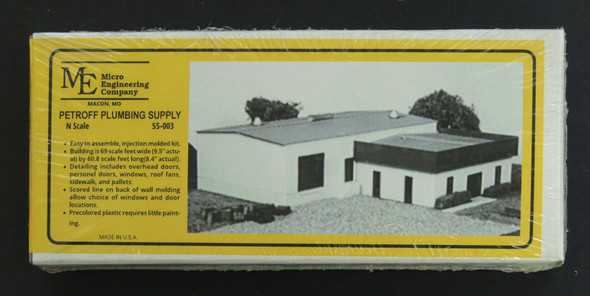 ME Micro
Engineering
Company
MACON, MO
PETROFF PLUMBING SUPPLY
N Scale 55-003
• Easy to assemble, injection molded kit.
• Building is 69 scale feet wide (9,5" actu-
al) by 60.8 scale feet long(8.4" actual).
• Detailing includes overhead doors,
personel doors, windows, roof fans,
sidewalk, and pallets.
• Scored line on back of wall molding
allow choice of windows and door
locations.
• Precolored plastic requires little paint-
ing.
MADE IN U.S.A.